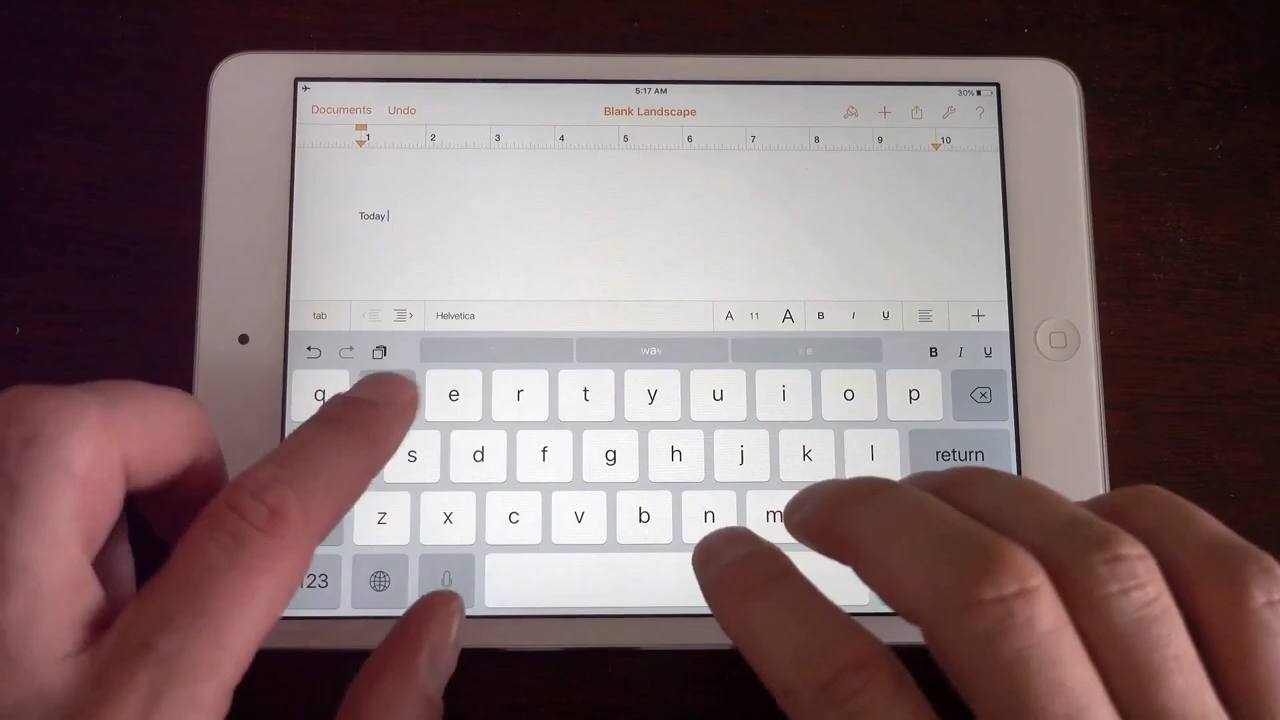 5:17 AM 30%
Documents Undo Blank Landscape ?
1 2 3 4 5 6 7 8 9 10
Today
tab Helvetica A 11 A B I U +
B I U
q e r t y u i o p
s d f g h j k l return
z x c v b n m
123